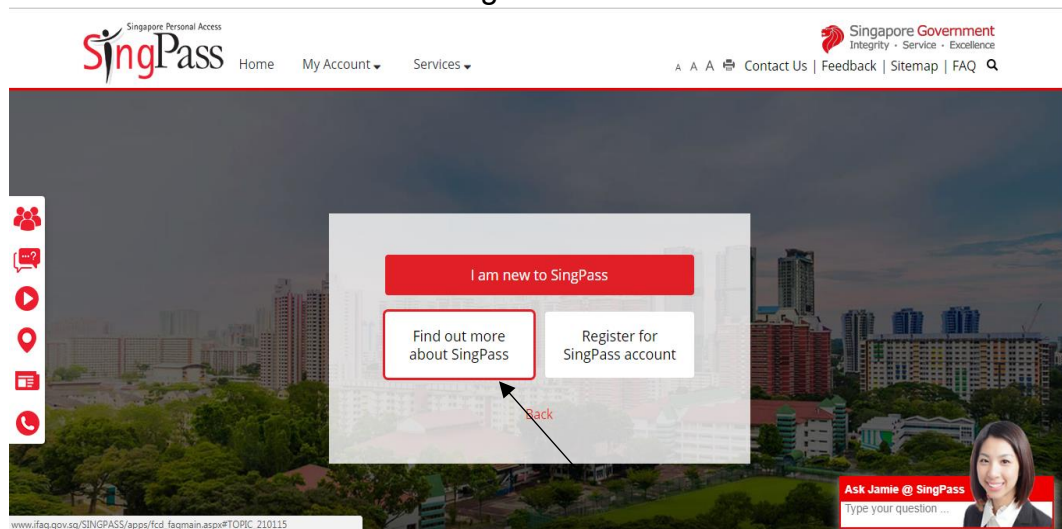 Singapore Personal Access
SingPass
Home My Account Services
Singapore Government
Integrity · Service · Excellence
A A A Contact Us | Feedback | Sitemap | FAQ
...?
I am new to SingPass
Find out more
about SingPass
Register for
SingPass account
Back
Ask Jamie @ SingPass
Type your question ...
www.ifaq.gov.sg/SINGPASS/apps/fcd_faqmain.aspx#TOPIC_210115